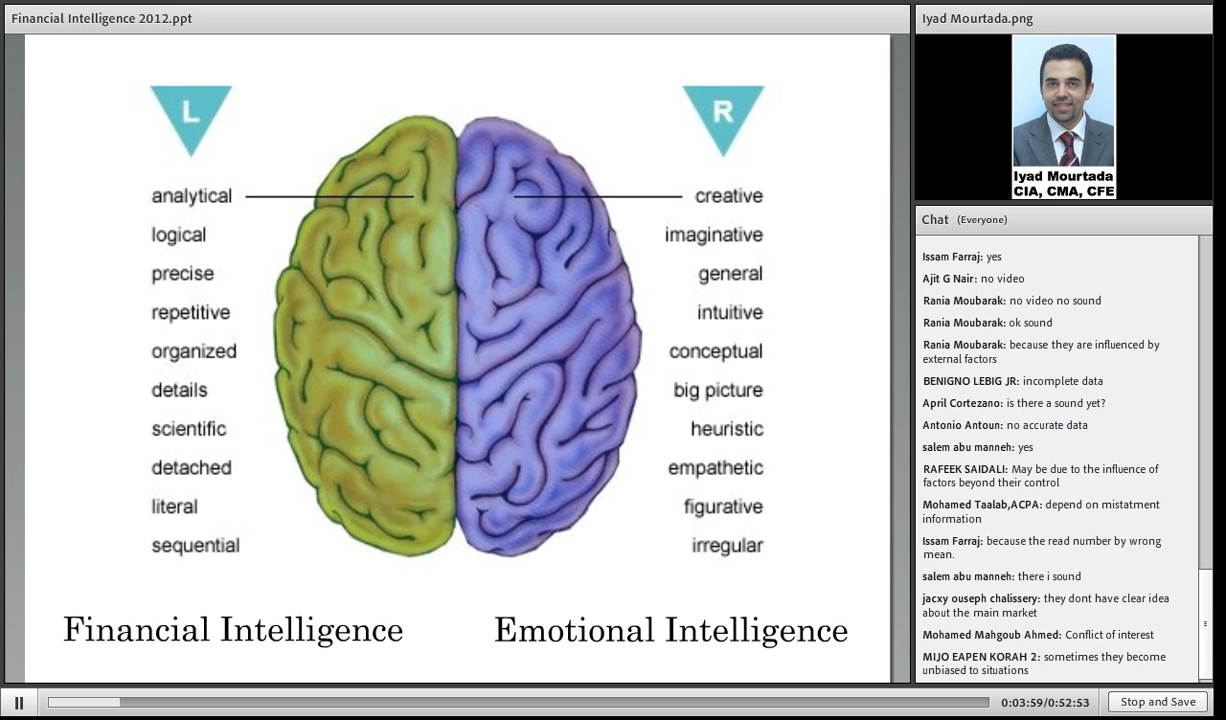 Financial Intelligence 2012.ppt
L
R
analytical
creative
logical
imaginative
precise
general
repetitive
intuitive
organized
conceptual
details
big picture
scientific
heuristic
detached
empathetic
literal
figurative
sequential
irregular
Financial Intelligence
Emotional Intelligence
Iyad Mourtada.png
Iyad Mourtada
CIA, CMA, CFE
Chat (Everyone)
Issam Farraj: yes
Ajit G Nair: no video
Rania Moubarak: no video no sound
Rania Moubarak: ok sound
Rania Moubarak: because they are influenced by
external factors
BENIGNO LEBIG JR: incomplete data
April Cortezano: is there a sound yet?
Antonio Antoun: no accurate data
salem abu manneh: yes
RAFEEK SAIDALI: May be due to the influence of
factors beyond their control
Mohamed Taalab,ACPA: depend on mistatment
information
Issam Farraj: because the read number by wrong
mean.
salem abu manneh: there i sound
jacxy ouseph chalissery: they dont have clear idea
about the main market
Mohamed Mahgoub Ahmed: Conflict of interest
MIJO EAPEN KORAH 2: sometimes they become
unbiased to situations
0:03:59/0:52:53
Stop and Save